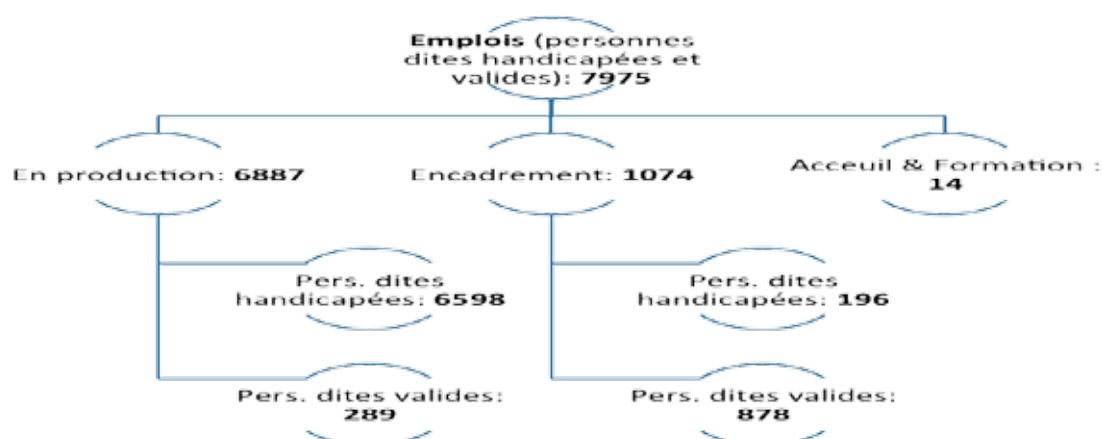 Emplois (personnes
dites handicapées et
valides): 7975
En production: 6887
Encadrement: 1074
Acceuil & Formation :
14
Pers. dites
handicapées: 6598
Pers. dites
handicapées: 196
Pers. dites valides:
289
Pers. dites valides:
878